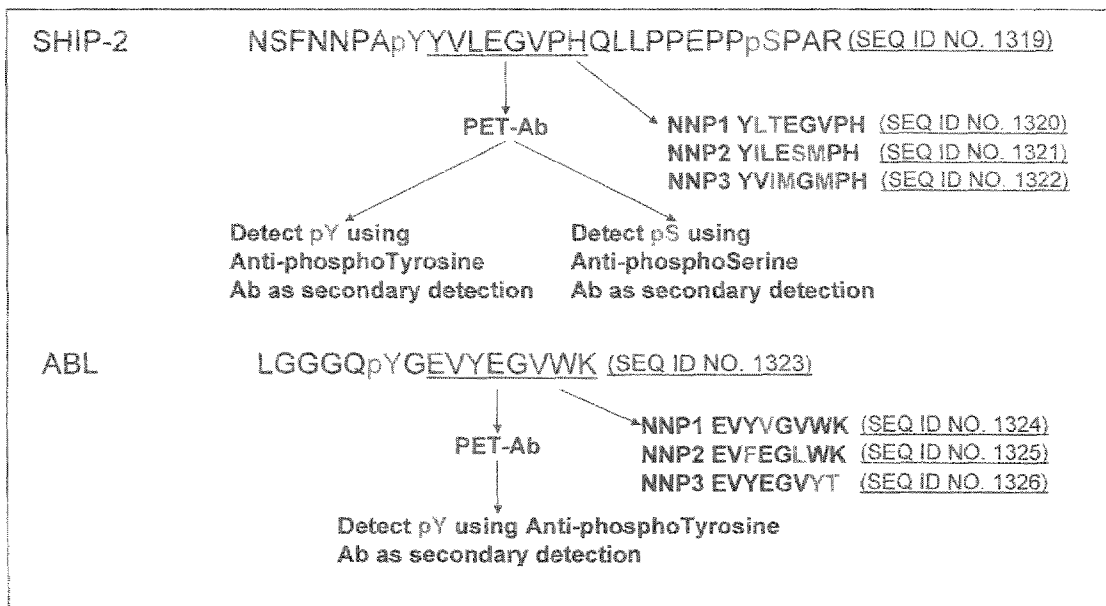 SHIP-2 NSFNNPApYYVLEGVPHQLLPPEPPpSPAR (SEQ ID NO. 1319)
PET-Ab
NNP1 YLTEGVPH (SEQ ID NO. 1320)
NNP2 YILESMPH (SEQ ID NO. 1321)
NNP3 YVIMGMPH (SEQ ID NO. 1322)
Detect pY using
Anti-phosphoTyrosine
Ab as secondary detection
Detect pS using
Anti-phosphoSerine
Ab as secondary detection
ABL LGGGQpYGEVYEGVWK (SEQ ID NO. 1323)
PET-Ab
NNP1 EVYVGVWK (SEQ ID NO. 1324)
NNP2 EVFEGLWK (SEQ ID NO. 1325)
NNP3 EVYEGVYT (SEQ ID NO. 1326)
Detect pY using Anti-phosphoTyrosine
Ab as secondary detection